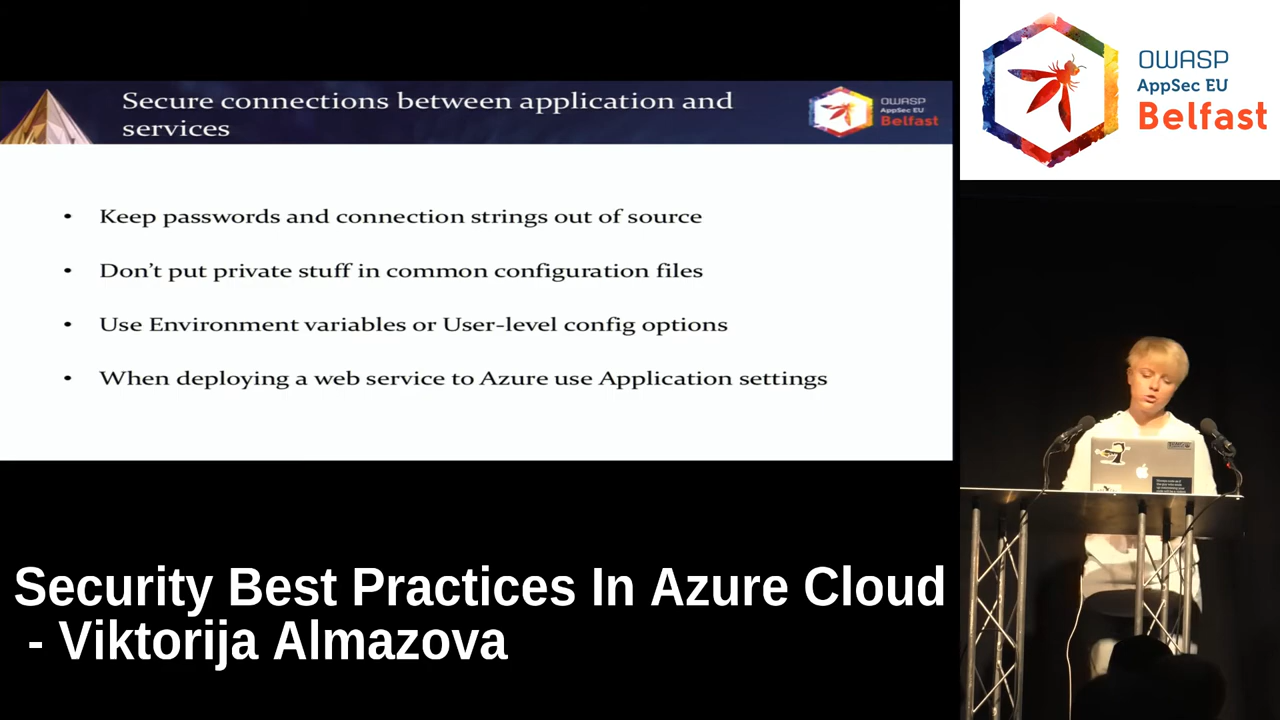 Secure connections between application and
services
OWASP
AppSec EU
Belfast
• Keep passwords and connection strings out of source
• Don’t put private stuff in common configuration files
• Use Environment variables or User-level config options
• When deploying a web service to Azure use Application settings
OWASP
AppSec EU
Belfast
Security Best Practices In Azure Cloud
- Viktorija Almazova